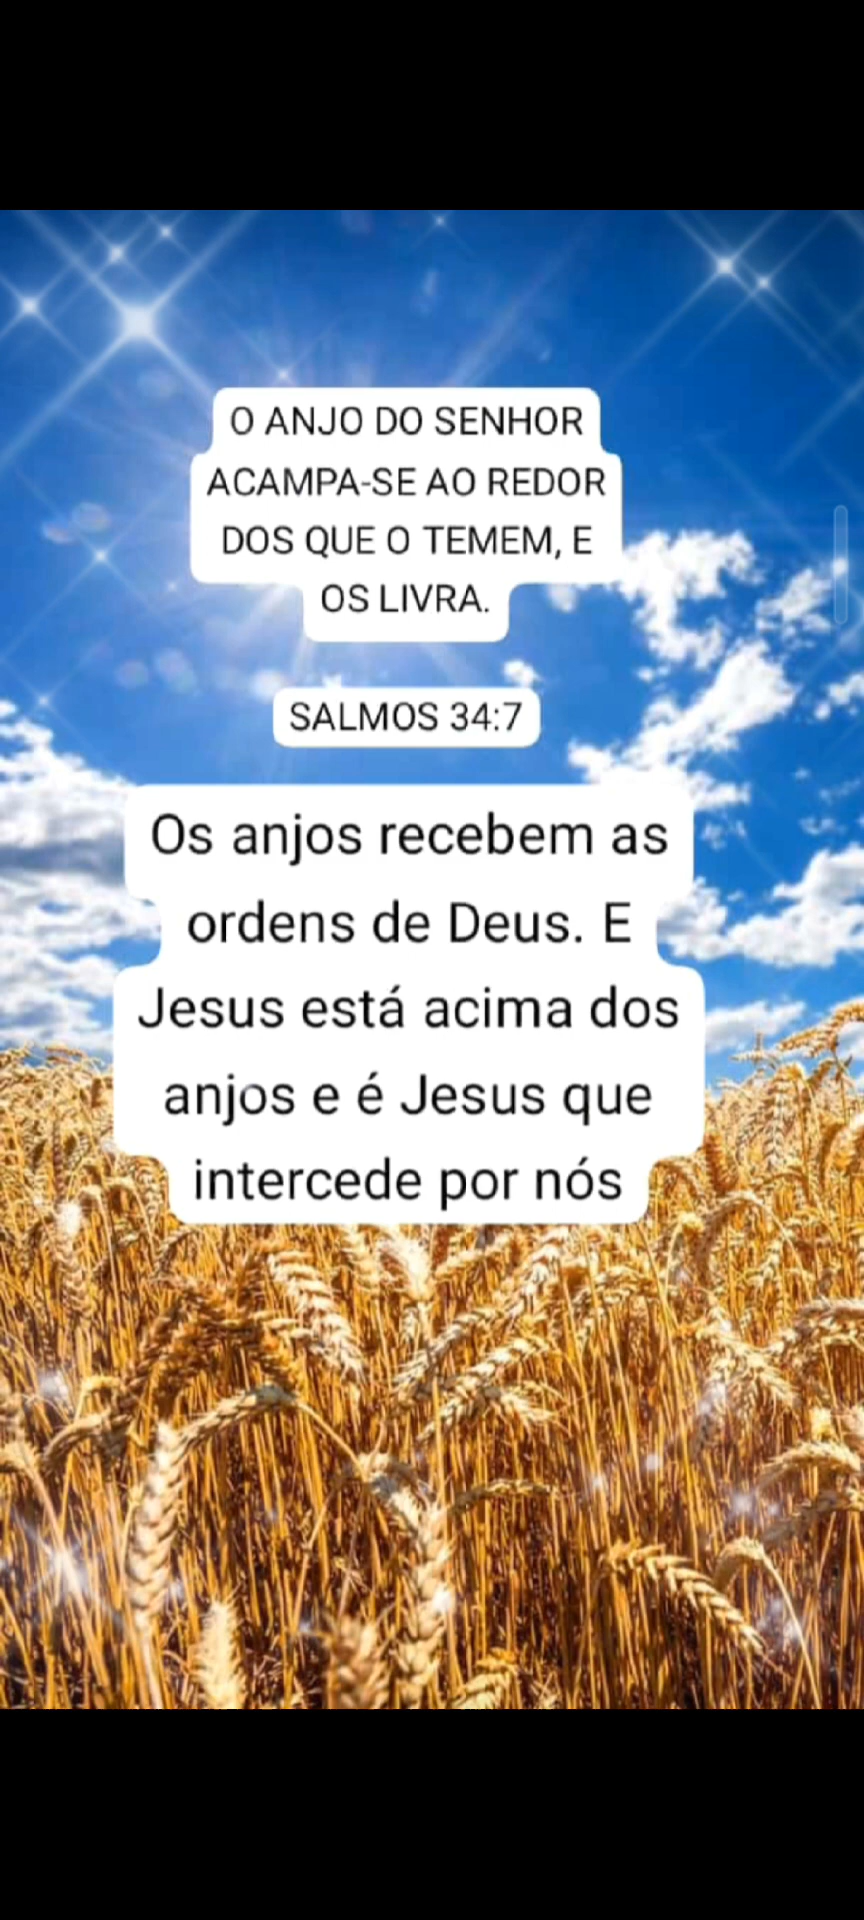 O ANJO DO SENHOR
ACAMPA-SE AO REDOR
DOS QUE O TEMEM, E
OS LIVRA.
SALMOS 34:7
Os anjos recebem as
ordens de Deus. E
Jesus está acima dos
anjos e é Jesus que
intercede por nós